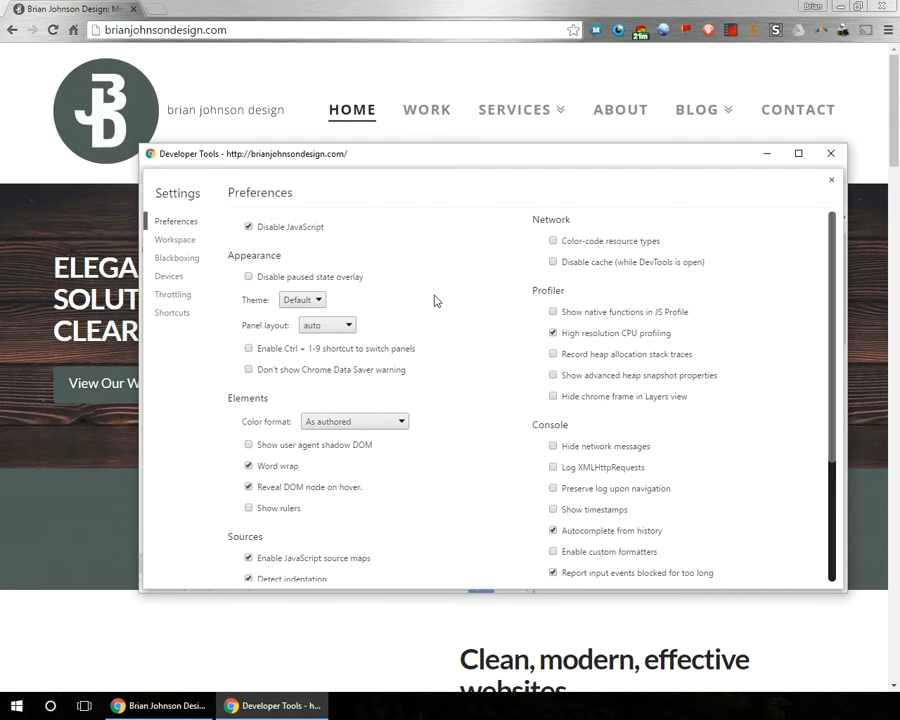 Brian Johnson Design: M
Brian
brianjohnsondesign.com
21m
S
JBD
brian johnson design
HOME
WORK
SERVICES
ABOUT
BLOG
CONTACT
Developer Tools - http://brianjohnsondesign.com/
Settings
Preferences
Workspace
Blackboxing
Devices
Throttling
Shortcuts
Preferences
Disable JavaScript
Appearance
Disable paused state overlay
Theme: Default
Panel layout: auto
Enable Ctrl + 1-9 shortcut to switch panels
Don't show Chrome Data Saver warning
Elements
Color format: As authored
Show user agent shadow DOM
Word wrap
Reveal DOM node on hover.
Show rulers
Sources
Enable JavaScript source maps
Detect indentation
Network
Color-code resource types
Disable cache (while DevTools is open)
Profiler
Show native functions in JS Profile
High resolution CPU profiling
Record heap allocation stack traces
Show advanced heap snapshot properties
Hide chrome frame in Layers view
Console
Hide network messages
Log XMLHttpRequests
Preserve log upon navigation
Show timestamps
Autocomplete from history
Enable custom formatters
Report input events blocked for too long
ELEGA
SOLUT
CLEAR
View Our W
Clean, modern, effective
websites
Brian Johnson Desi...
Developer Tools - h...